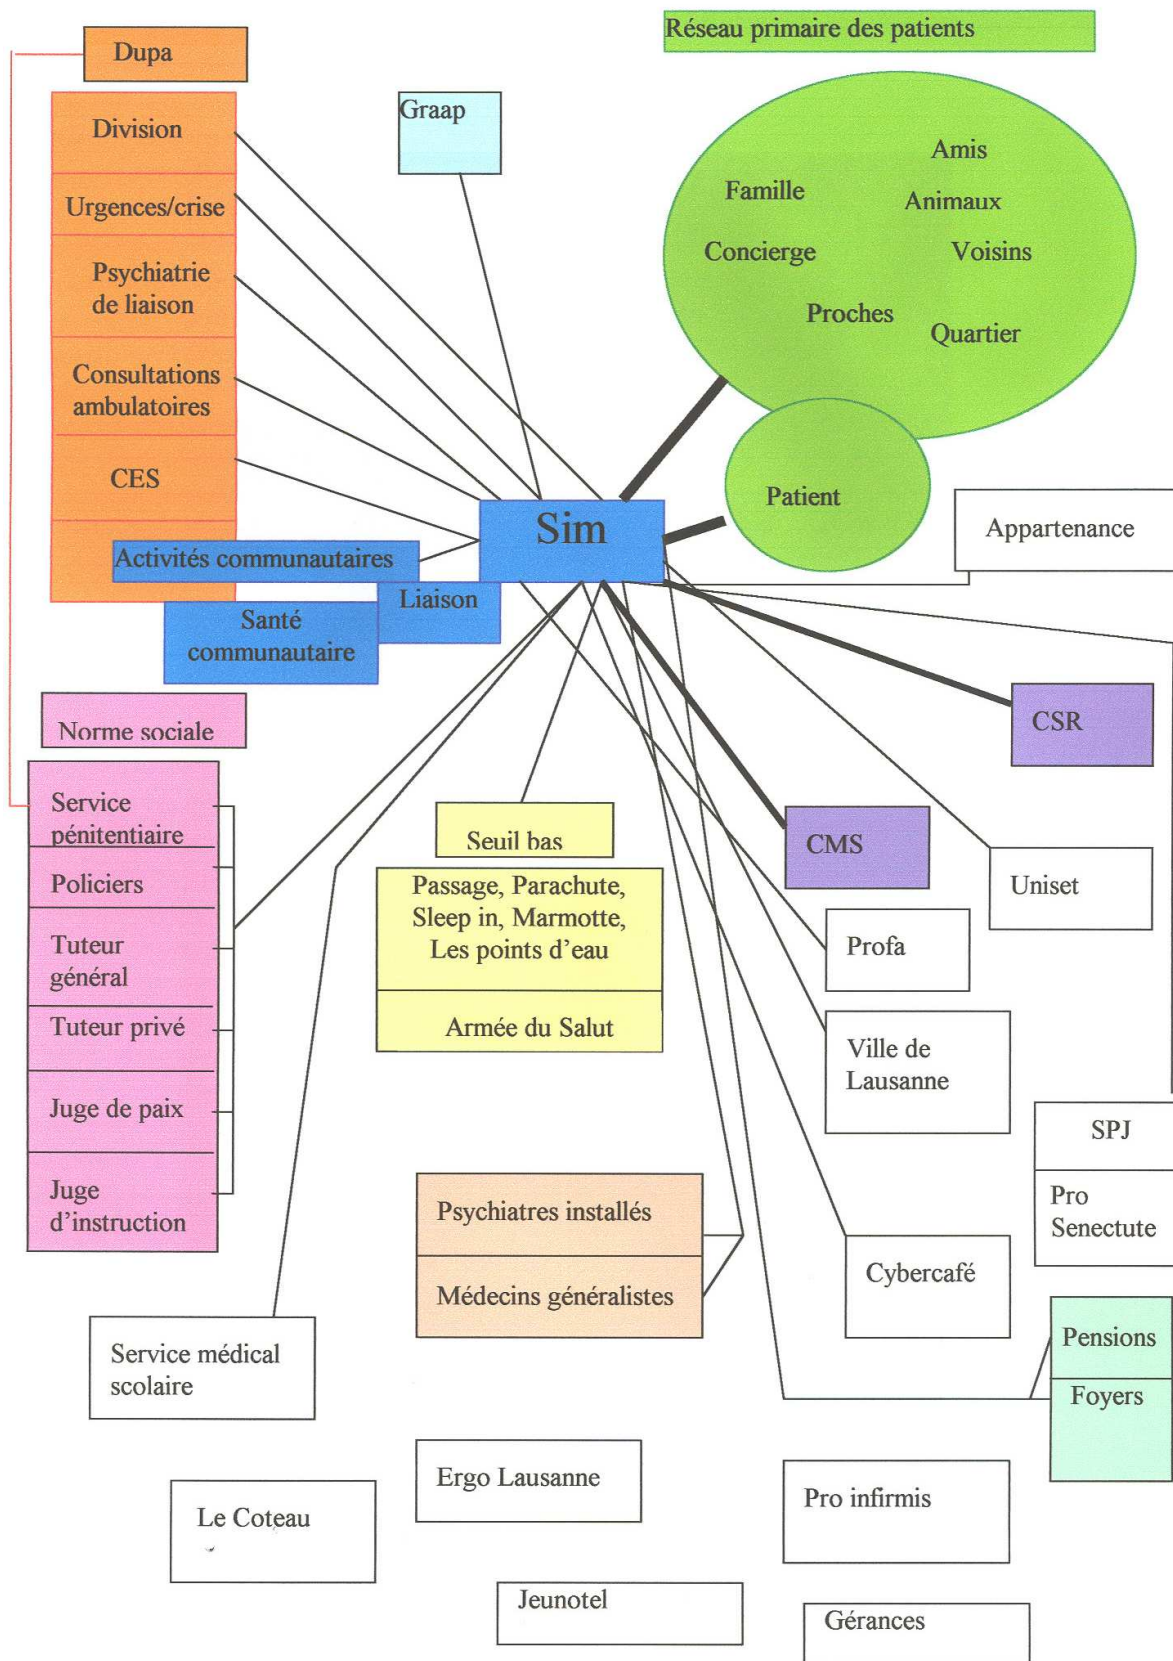 Réseau primaire des patients
Dupa
Graap
Division
Urgences/crise
Psychiatrie
de liaison
Consultations
ambulatoires
CES
Amis
Famille
Animaux
Concierge
Voisins
Proches
Quartier
Patient
Sim
Appartenance
Activités communautaires
Liaison
Santé
communautaire
Norme sociale
Service
pénitentiaire
Policiers
Tuteur
général
Tuteur privé
Juge de paix
Juge
d'instruction
Seuil bas
Passage, Parachute,
Sleep in, Marmotte,
Les points d'eau
Armée du Salut
CSR
CMS
Uniset
Profa
Ville de
Lausanne
SPJ
Pro
Senectute
Psychiatres installés
Médecins généralistes
Cybercafé
Pensions
Foyers
Service médical
scolaire
Ergo Lausanne
Pro infirmis
Le Coteau
Jeunotel
Gérances